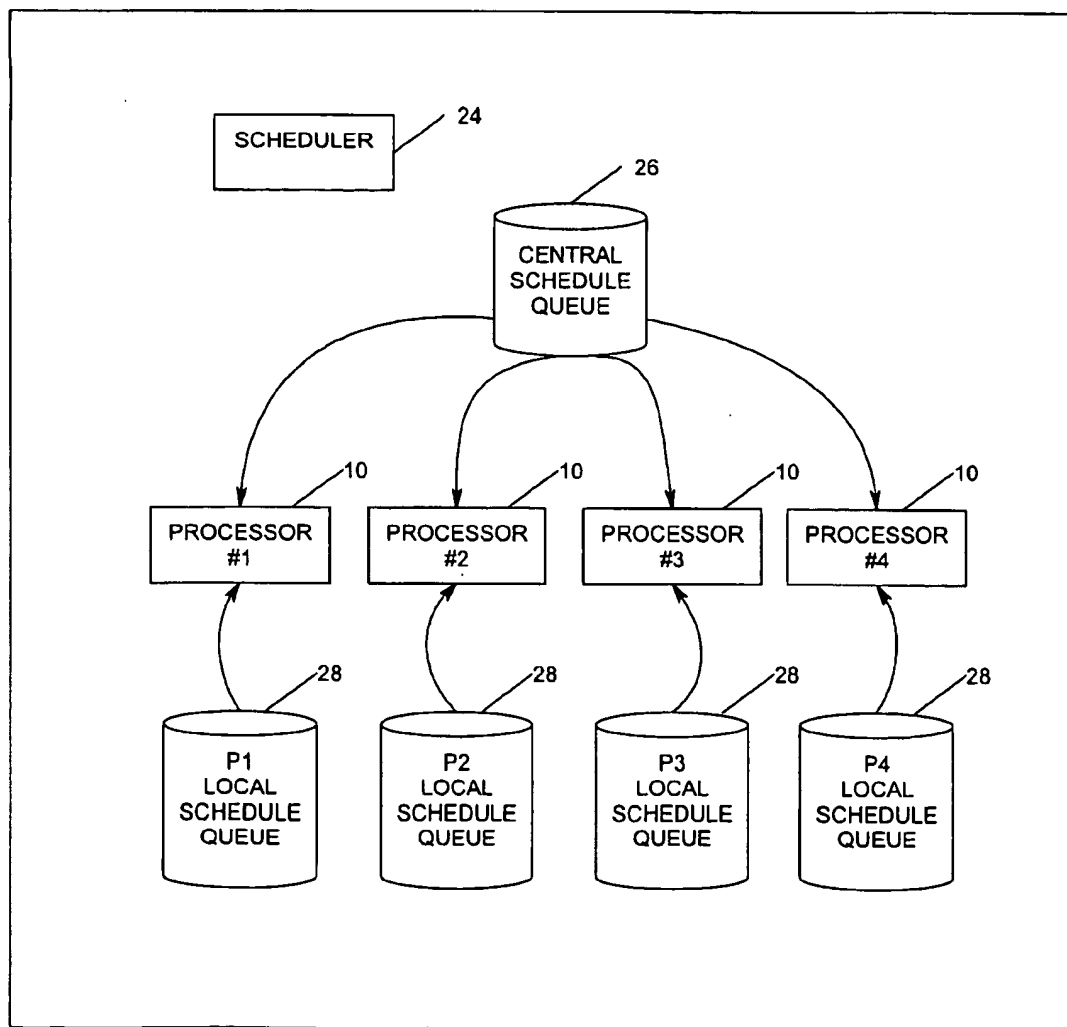 SCHEDULER
24
26
CENTRAL
SCHEDULE
QUEUE
10
10
10
10
PROCESSOR
#1
PROCESSOR
#2
PROCESSOR
#3
PROCESSOR
#4
28
28
28
28
P1
LOCAL
SCHEDULE
QUEUE
P2
LOCAL
SCHEDULE
QUEUE
P3
LOCAL
SCHEDULE
QUEUE
P4
LOCAL
SCHEDULE
QUEUE